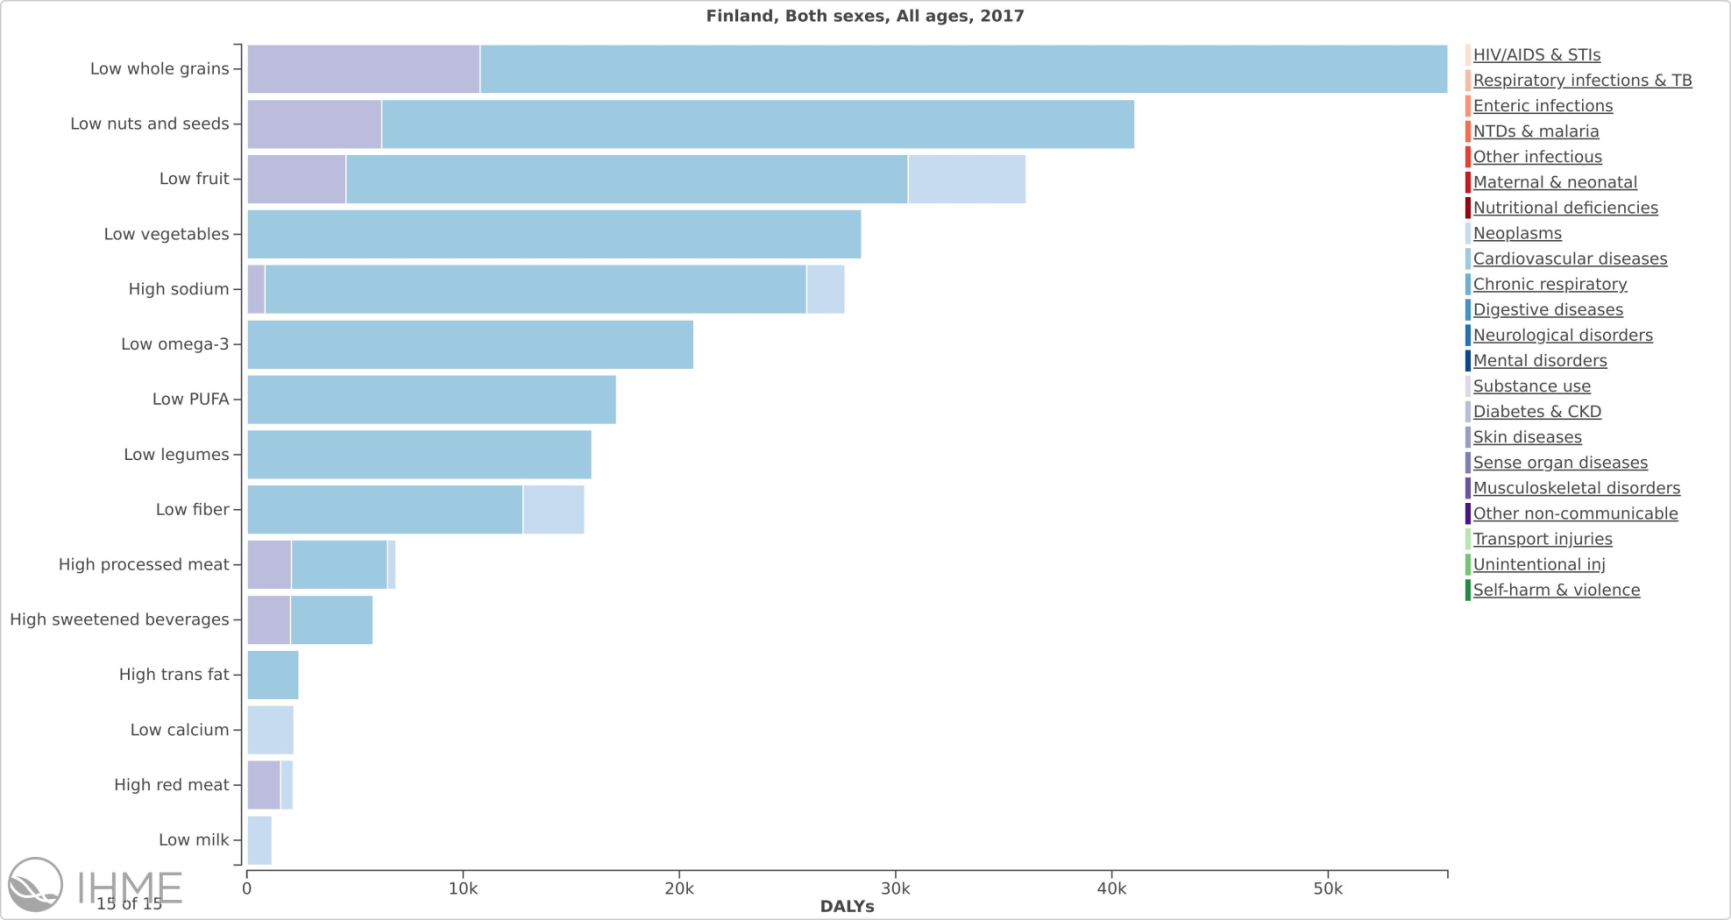 Finland, Both sexes, All ages, 2017
Low whole grains
Low nuts and seeds
Low fruit
Low vegetables
High sodium
Low omega-3
Low PUFA
Low legumes
Low fiber
High processed meat
High sweetened beverages
High trans fat
Low calcium
High red meat
Low milk
0 10k 20k 30k 40k 50k
DALYs
HIV/AIDS & STIs
Respiratory infections & TB
Enteric infections
NTDs & malaria
Other infectious
Maternal & neonatal
Nutritional deficiencies
Neoplasms
Cardiovascular diseases
Chronic respiratory
Digestive diseases
Neurological disorders
Mental disorders
Substance use
Diabetes & CKD
Skin diseases
Sense organ diseases
Musculoskeletal disorders
Other non-communicable
Transport injuries
Unintentional inj
Self-harm & violence
IHME
15 of 15